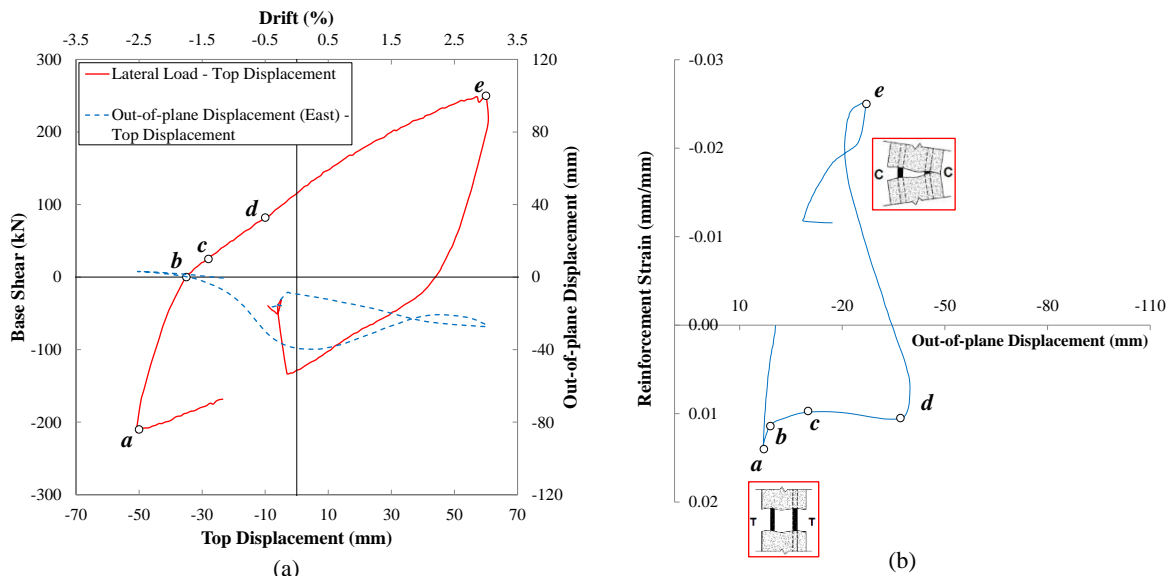 Drift (%)
-3.5 -2.5 -1.5 -0.5 0.5 1.5 2.5 3.5
Lateral Load - Top Displacement
Out-of-plane Displacement (East) -
Top Displacement
300
200
100
0
-100
-200
-300
Base Shear (kN)
120
80
40
0
-40
-80
-120
Out-of-plane Displacement (mm)
a
b
c
d
e
-70 -50 -30 -10 10 30 50 70
Top Displacement (mm)
(a)
-0.03
-0.02
-0.01
0.00
0.01
0.02
Reinforcement Strain (mm/mm)
10 -20 -50 -80 -110
Out-of-plane Displacement (mm)
e
C C
d
c
b
a
T T
(b)